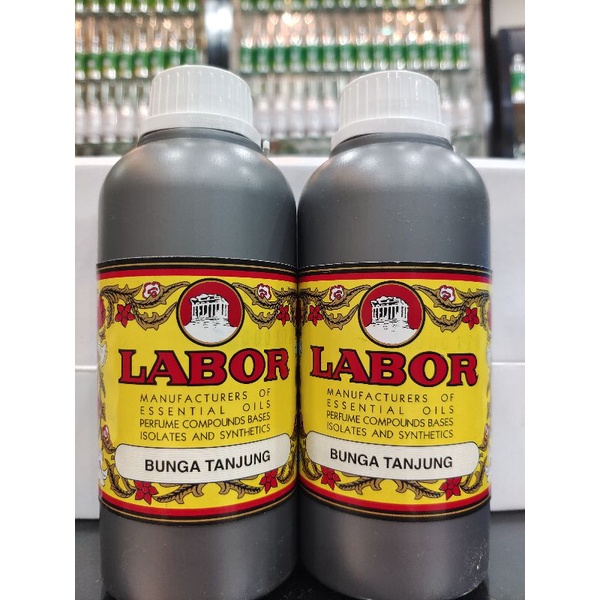 LABOR
MANUFACTURERS OF
ESSENTIAL OILS
PERFUME COMPOUNDS BASES
ISOLATES AND SYNTHETICS
BUNGA TANJUNG
LABOR
MANUFACTURERS OF
ESSENTIAL OILS
PERFUME COMPOUNDS BASES
ISOLATES AND SYNTHETICS
BUNGA TANJUNG